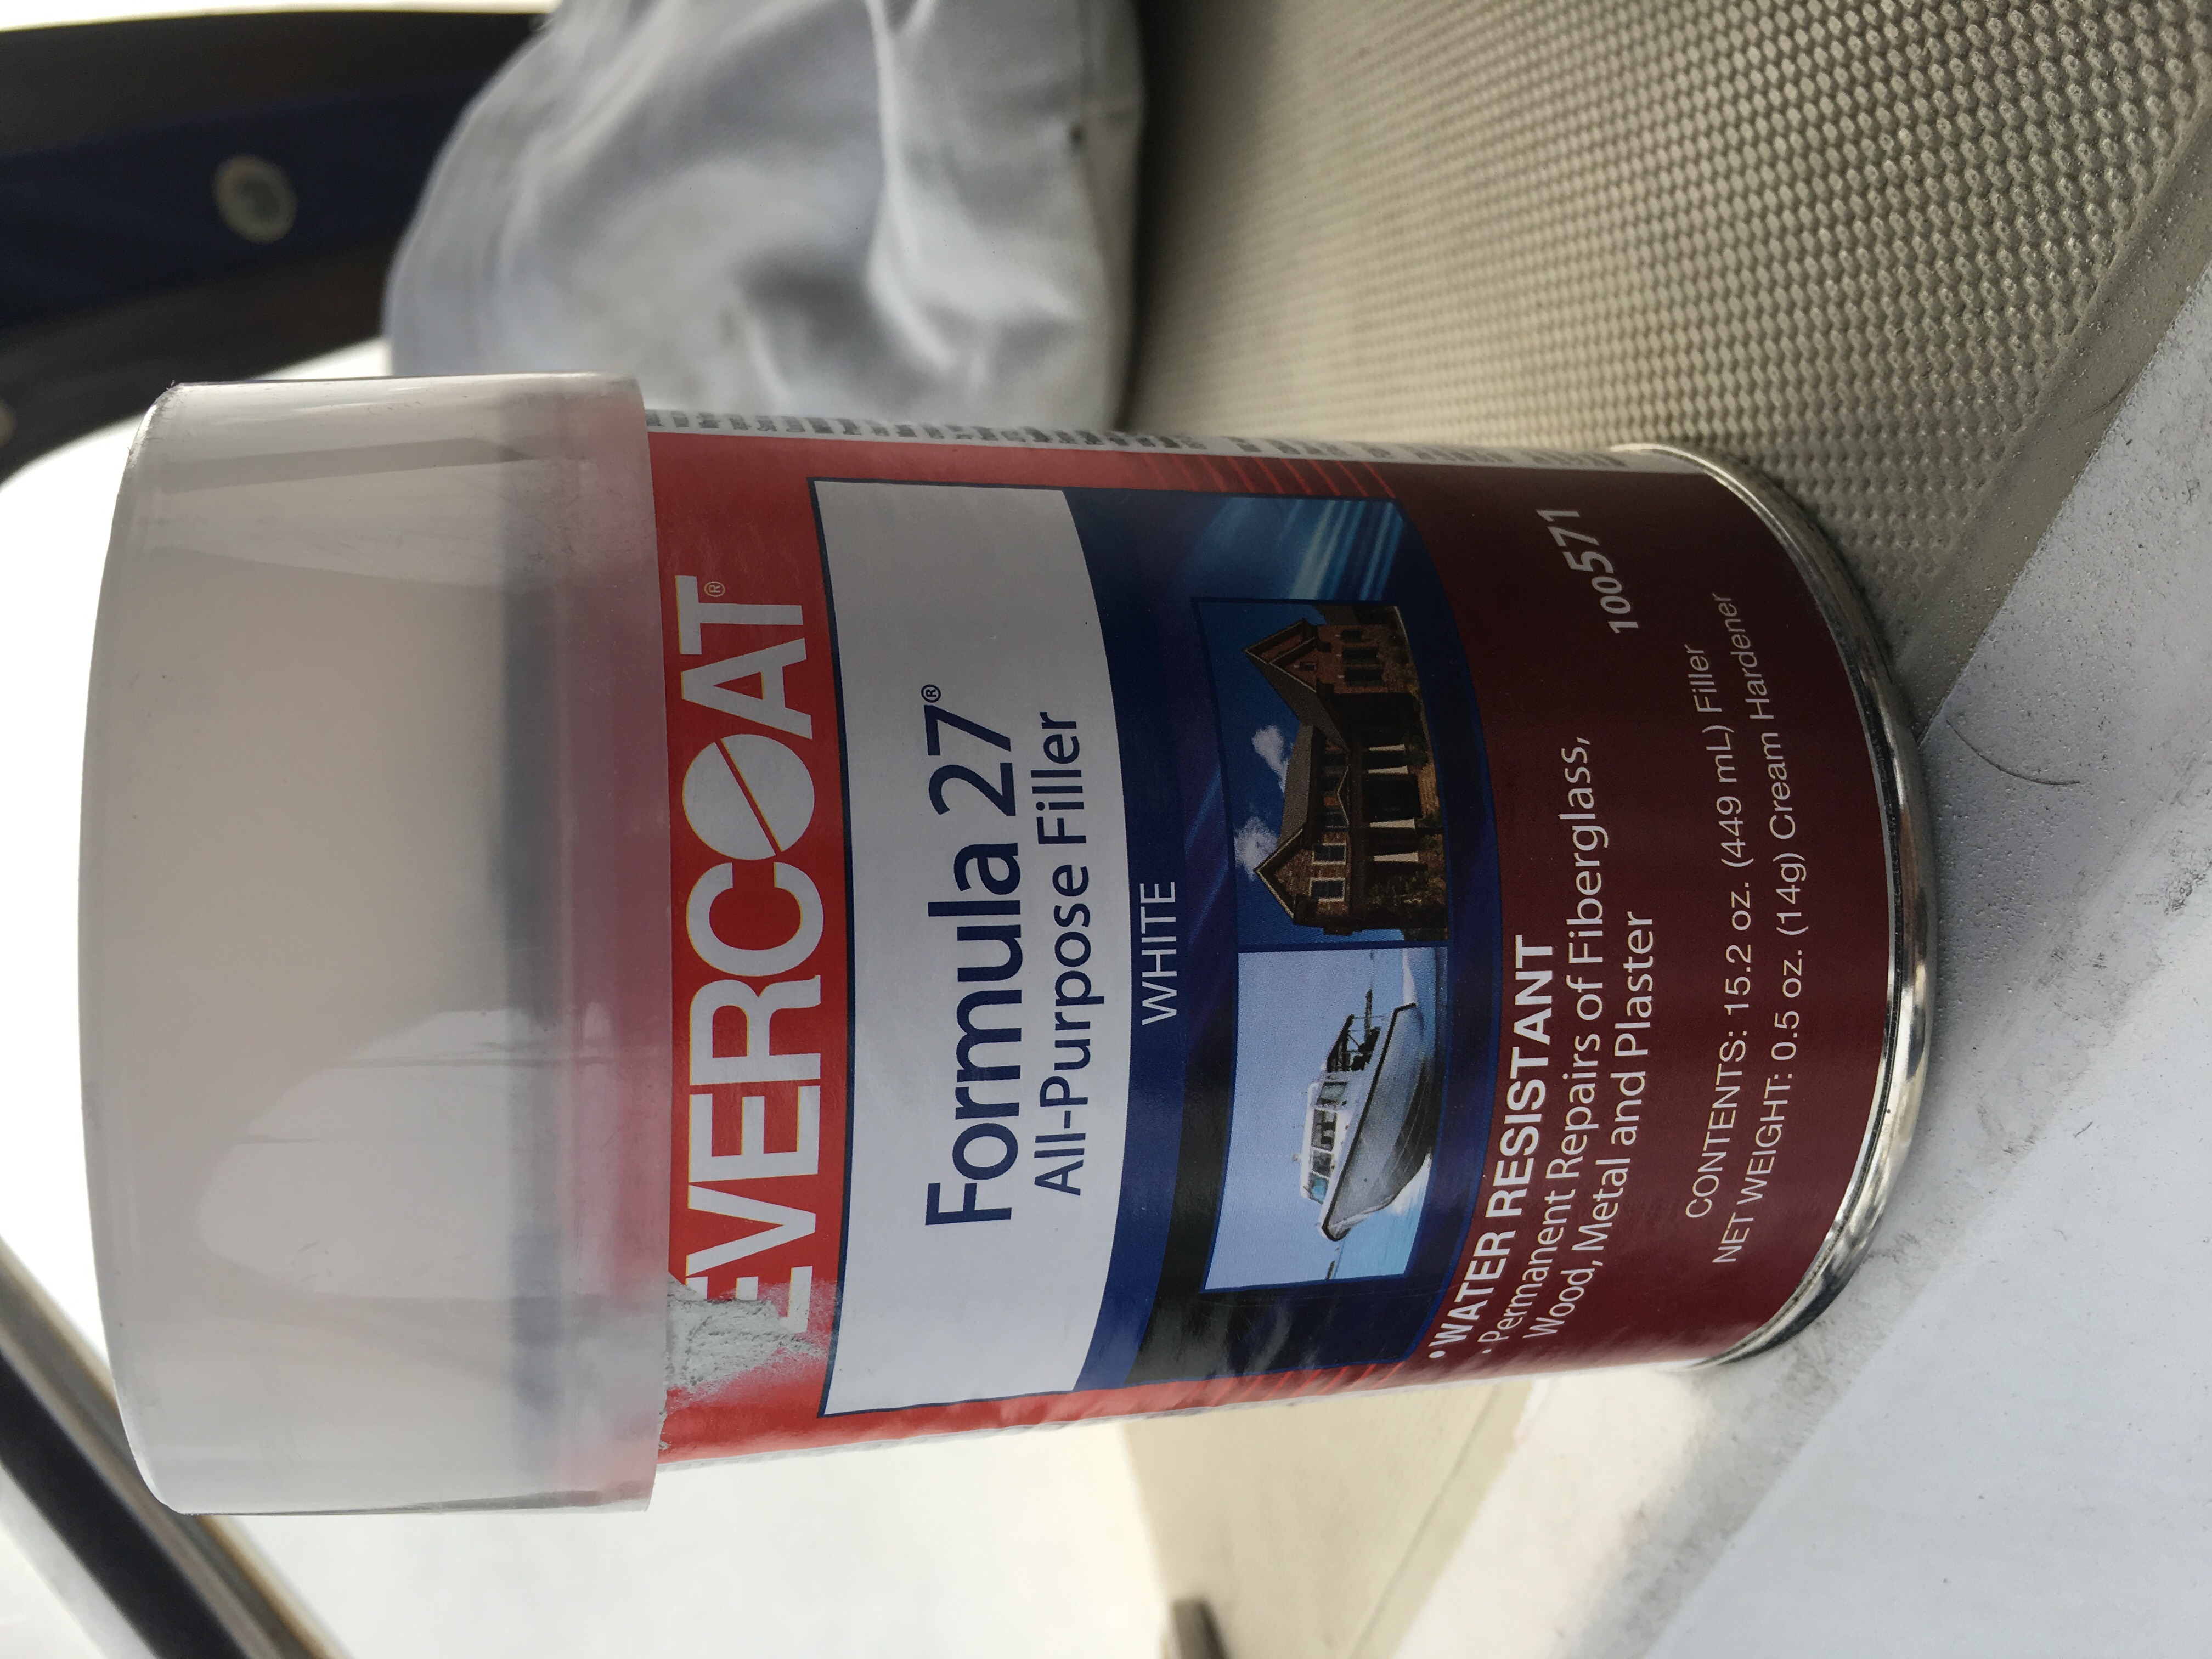 EVERCOAT®
Formula 27®
All-Purpose Filler
WHITE
•WATER RESISTANT
•Permanent Repairs of Fiberglass,
Wood, Metal and Plaster
100571
CONTENTS: 15.2 oz. (449 mL) Filler
NET WEIGHT: 0.5 oz. (14g) Cream Hardener